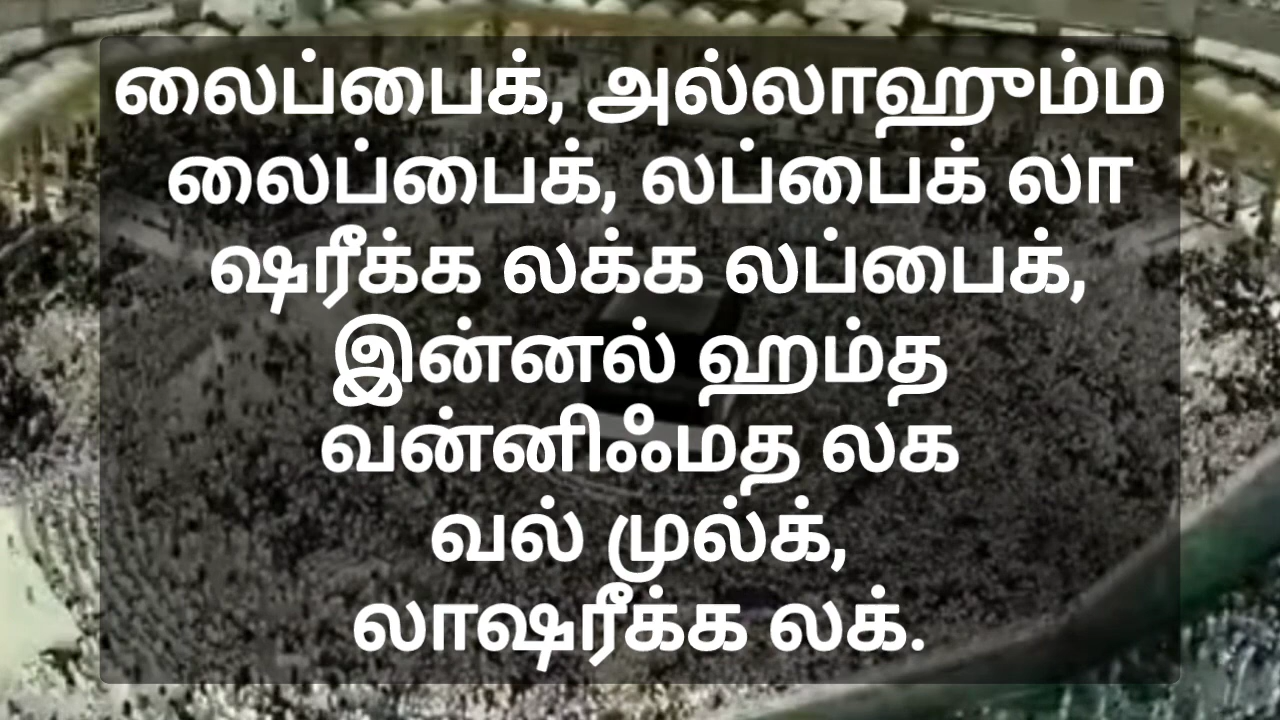 லைப்பைக், அல்லாஹும்ம
லைப்பைக், லப்பைக் லா
ஷரீக்க லக்க லப்பைக்,
இன்னல் ஹம்த
வன்னிஃமத லக
வல் முல்க்,
லாஷரீக்க லக்.